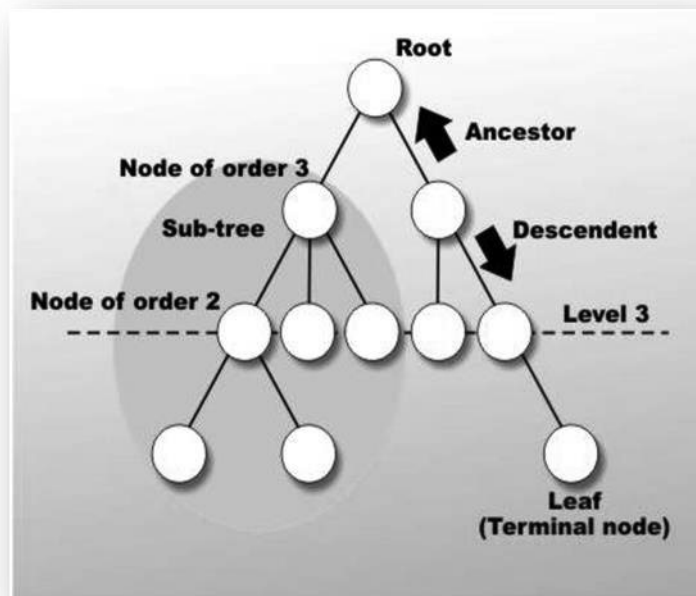 Root
Ancestor
Node of order 3
Sub-tree
Descendent
Node of order 2
Level 3
Leaf
(Terminal node)